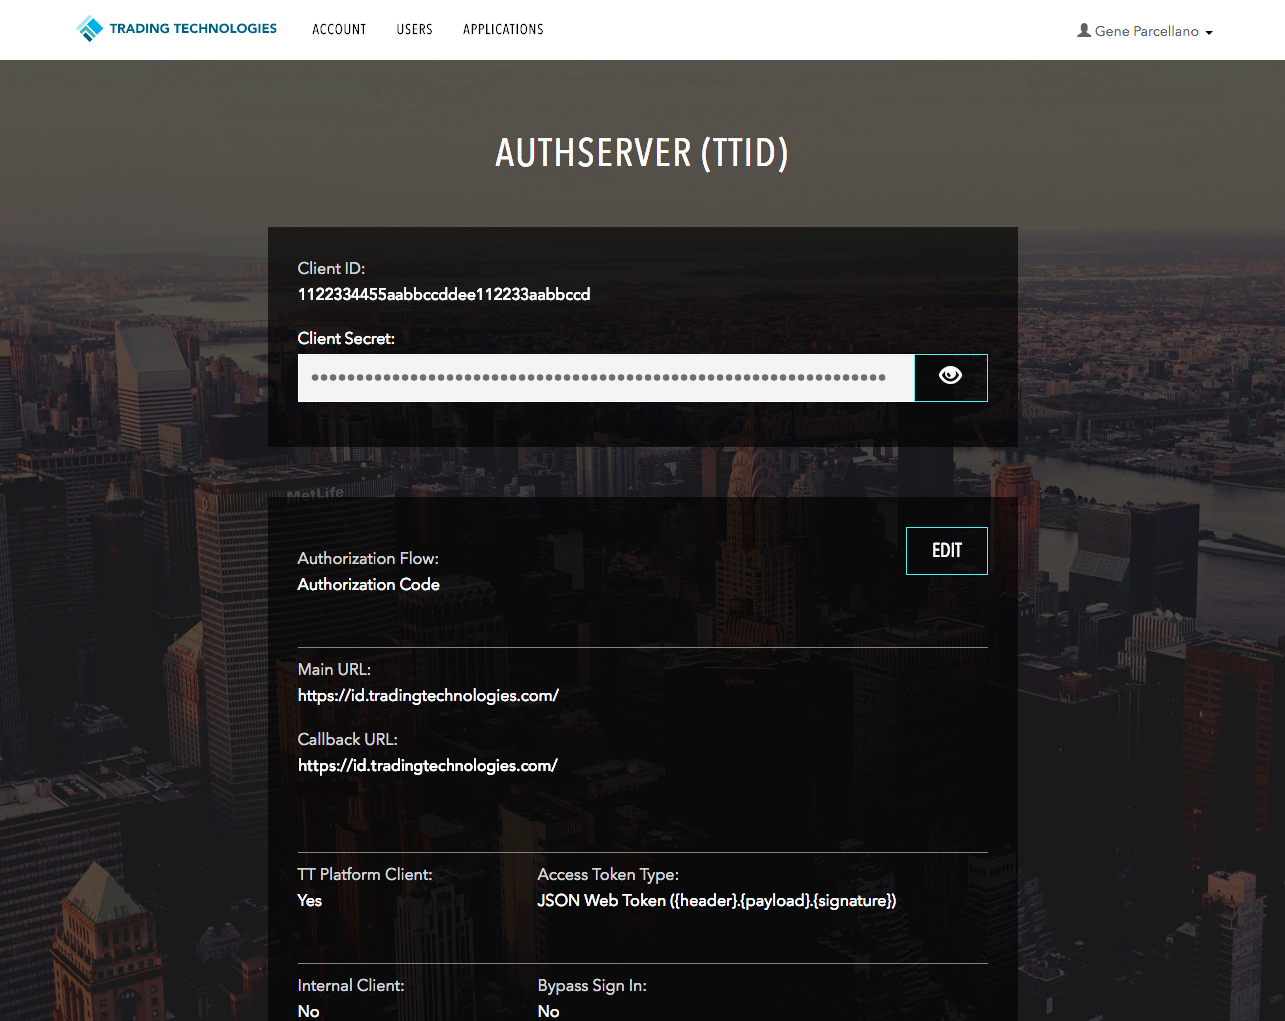 TRADING TECHNOLOGIES ACCOUNT USERS APPLICATIONS Gene Parcellano
AUTHSERVER (TTID)
Client ID:
1122334455aabbccddee112233aabbccd
Client Secret:
MetLife
EDIT
Authorization Flow:
Authorization Code
Main URL:
https://id.tradingtechnologies.com/
Callback URL:
https://id.tradingtechnologies.com/
TT Platform Client: Access Token Type:
Yes JSON Web Token ({header}.{payload}.{signature})
Internal Client: Bypass Sign In:
No No